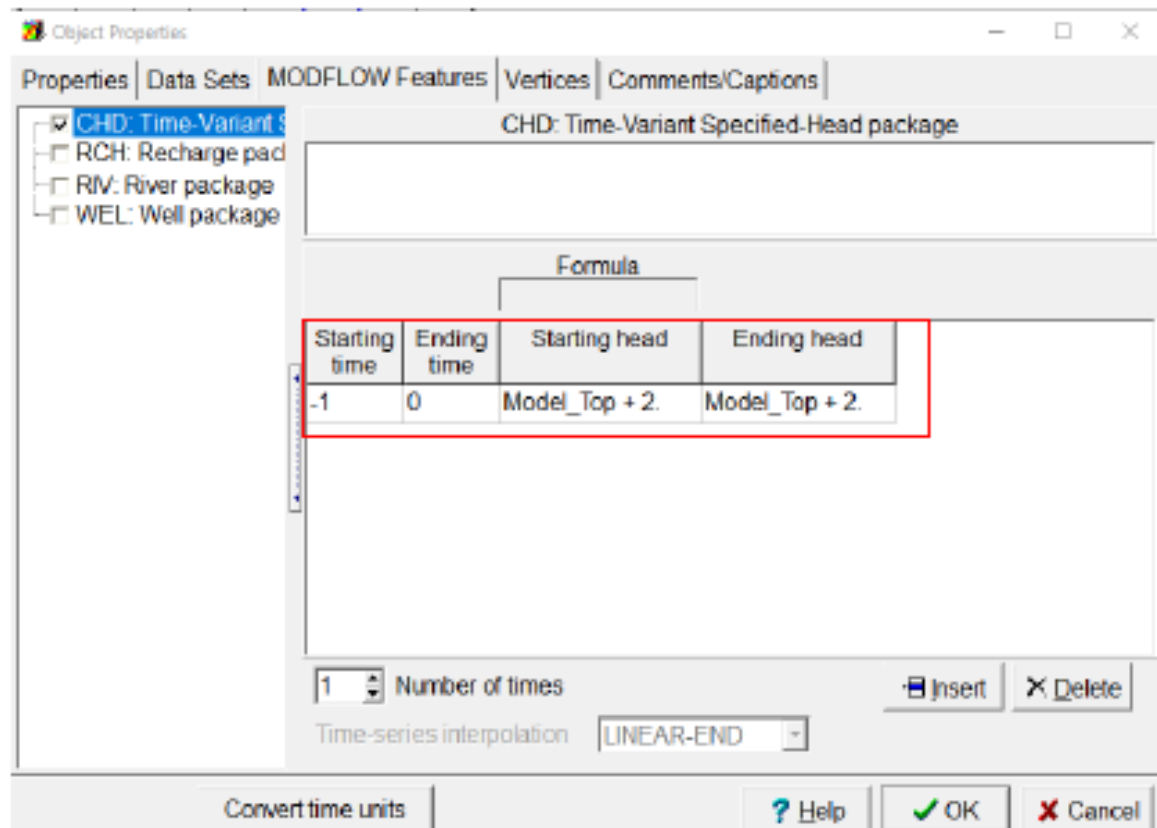 Object Properties
Properties Data Sets MODFLOW Features Vertices Comments/Captions
CHD: Time-Variant S
RCH: Recharge pack
RIV: River package
WEL: Well package
CHD: Time-Variant Specified-Head package
Formula
Starting time Ending time Starting head Ending head
-1 0 Model_Top + 2. Model_Top + 2.
1 Number of times Insert Delete
Time-series interpolation LINEAR-END
Convert time units ? Help OK Cancel